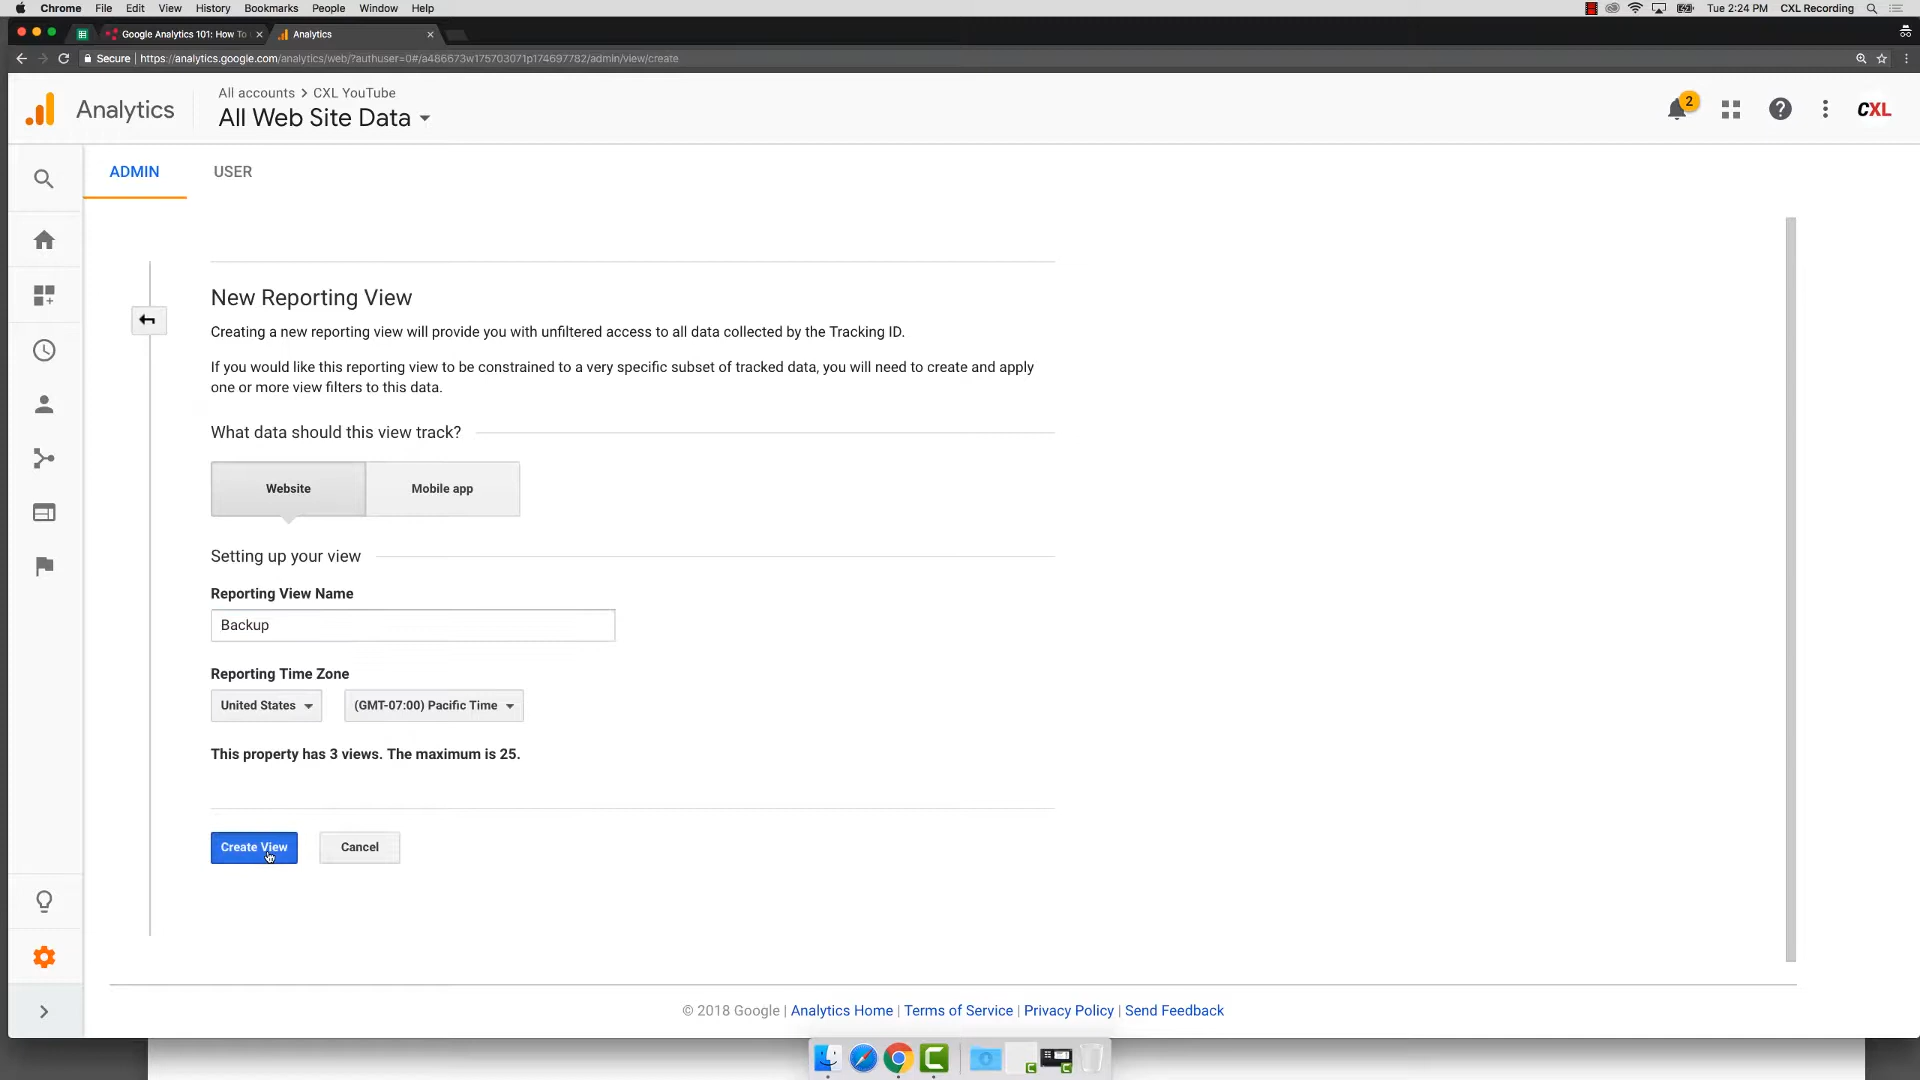 Chrome File Edit View History Bookmarks People Window Help
Tue 2:24 PM CXL Recording
Google Analytics 101: How To
Analytics
Secure https://analytics.google.com/analytics/web/?authuser=0#/a486673w175703071p174697782/admin/view/create
Analytics
All accounts > CXL YouTube
All Web Site Data
2
CXL
ADMIN USER
New Reporting View
Creating a new reporting view will provide you with unfiltered access to all data collected by the Tracking ID.
If you would like this reporting view to be constrained to a very specific subset of tracked data, you will need to create and apply
one or more view filters to this data.
What data should this view track?
Website Mobile app
Setting up your view
Reporting View Name
Backup
Reporting Time Zone
United States (GMT-07:00) Pacific Time
This property has 3 views. The maximum is 25.
Create View Cancel
© 2018 Google | Analytics Home | Terms of Service | Privacy Policy | Send Feedback